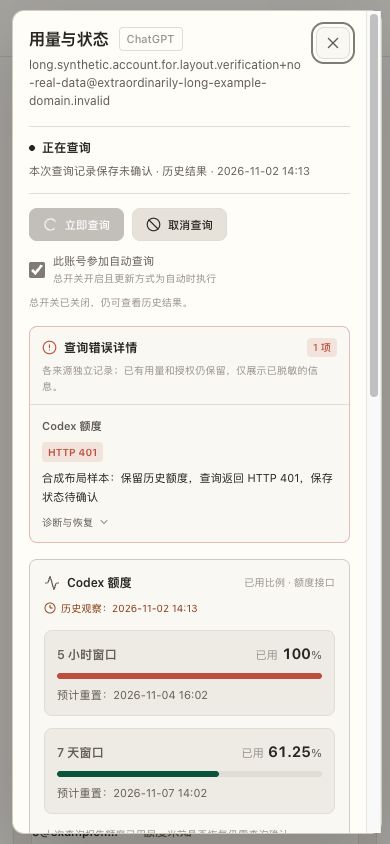 用量与状态 ChatGPT
long.synthetic.account.for.layout.verification+no
-real-data@extraordinarily-long-example-
domain.invalid
正在查询
本次查询记录保存未确认 · 历史结果 · 2026-11-02 14:13
立即查询 取消查询
此账号参加自动查询
总开关开启且更新方式为自动时执行
总开关已关闭，仍可查看历史结果。
查询错误详情 1 项
各来源独立记录；已有用量和授权仍保留，仅展示已脱敏的信
息。
Codex 额度
HTTP 401
合成布局样本：保留历史额度，查询返回 HTTP 401，保存
状态待确认
诊断与恢复
Codex 额度 已用比例 · 额度接口
历史观察：2026-11-02 14:13
5 小时窗口 已用 100%
预计重置：2026-11-04 16:02
7 天窗口 已用 61.25%
预计重置：2026-11-07 14:02